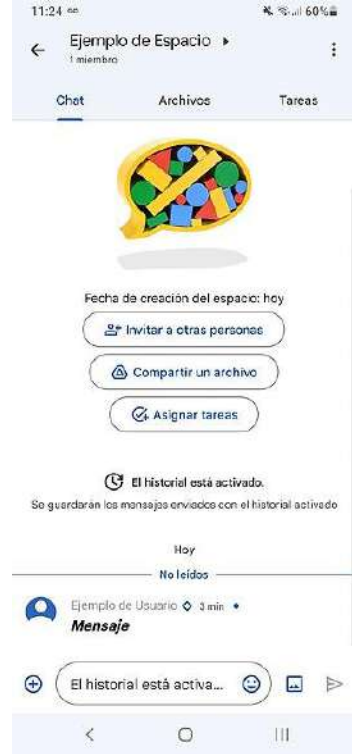 11:24
60%
Ejemplo de Espacio
1 miembro
Chat Archivos Tareas
Fecha de creación del espacio: hoy
Invitar a otras personas
Compartir un archivo
Asignar tareas
El historial está activado.
Se guardarán los mensajes enviados con el historial activado
Hoy
No leídos
Ejemplo de Usuario 3 min
Mensaje
El historial está activa...